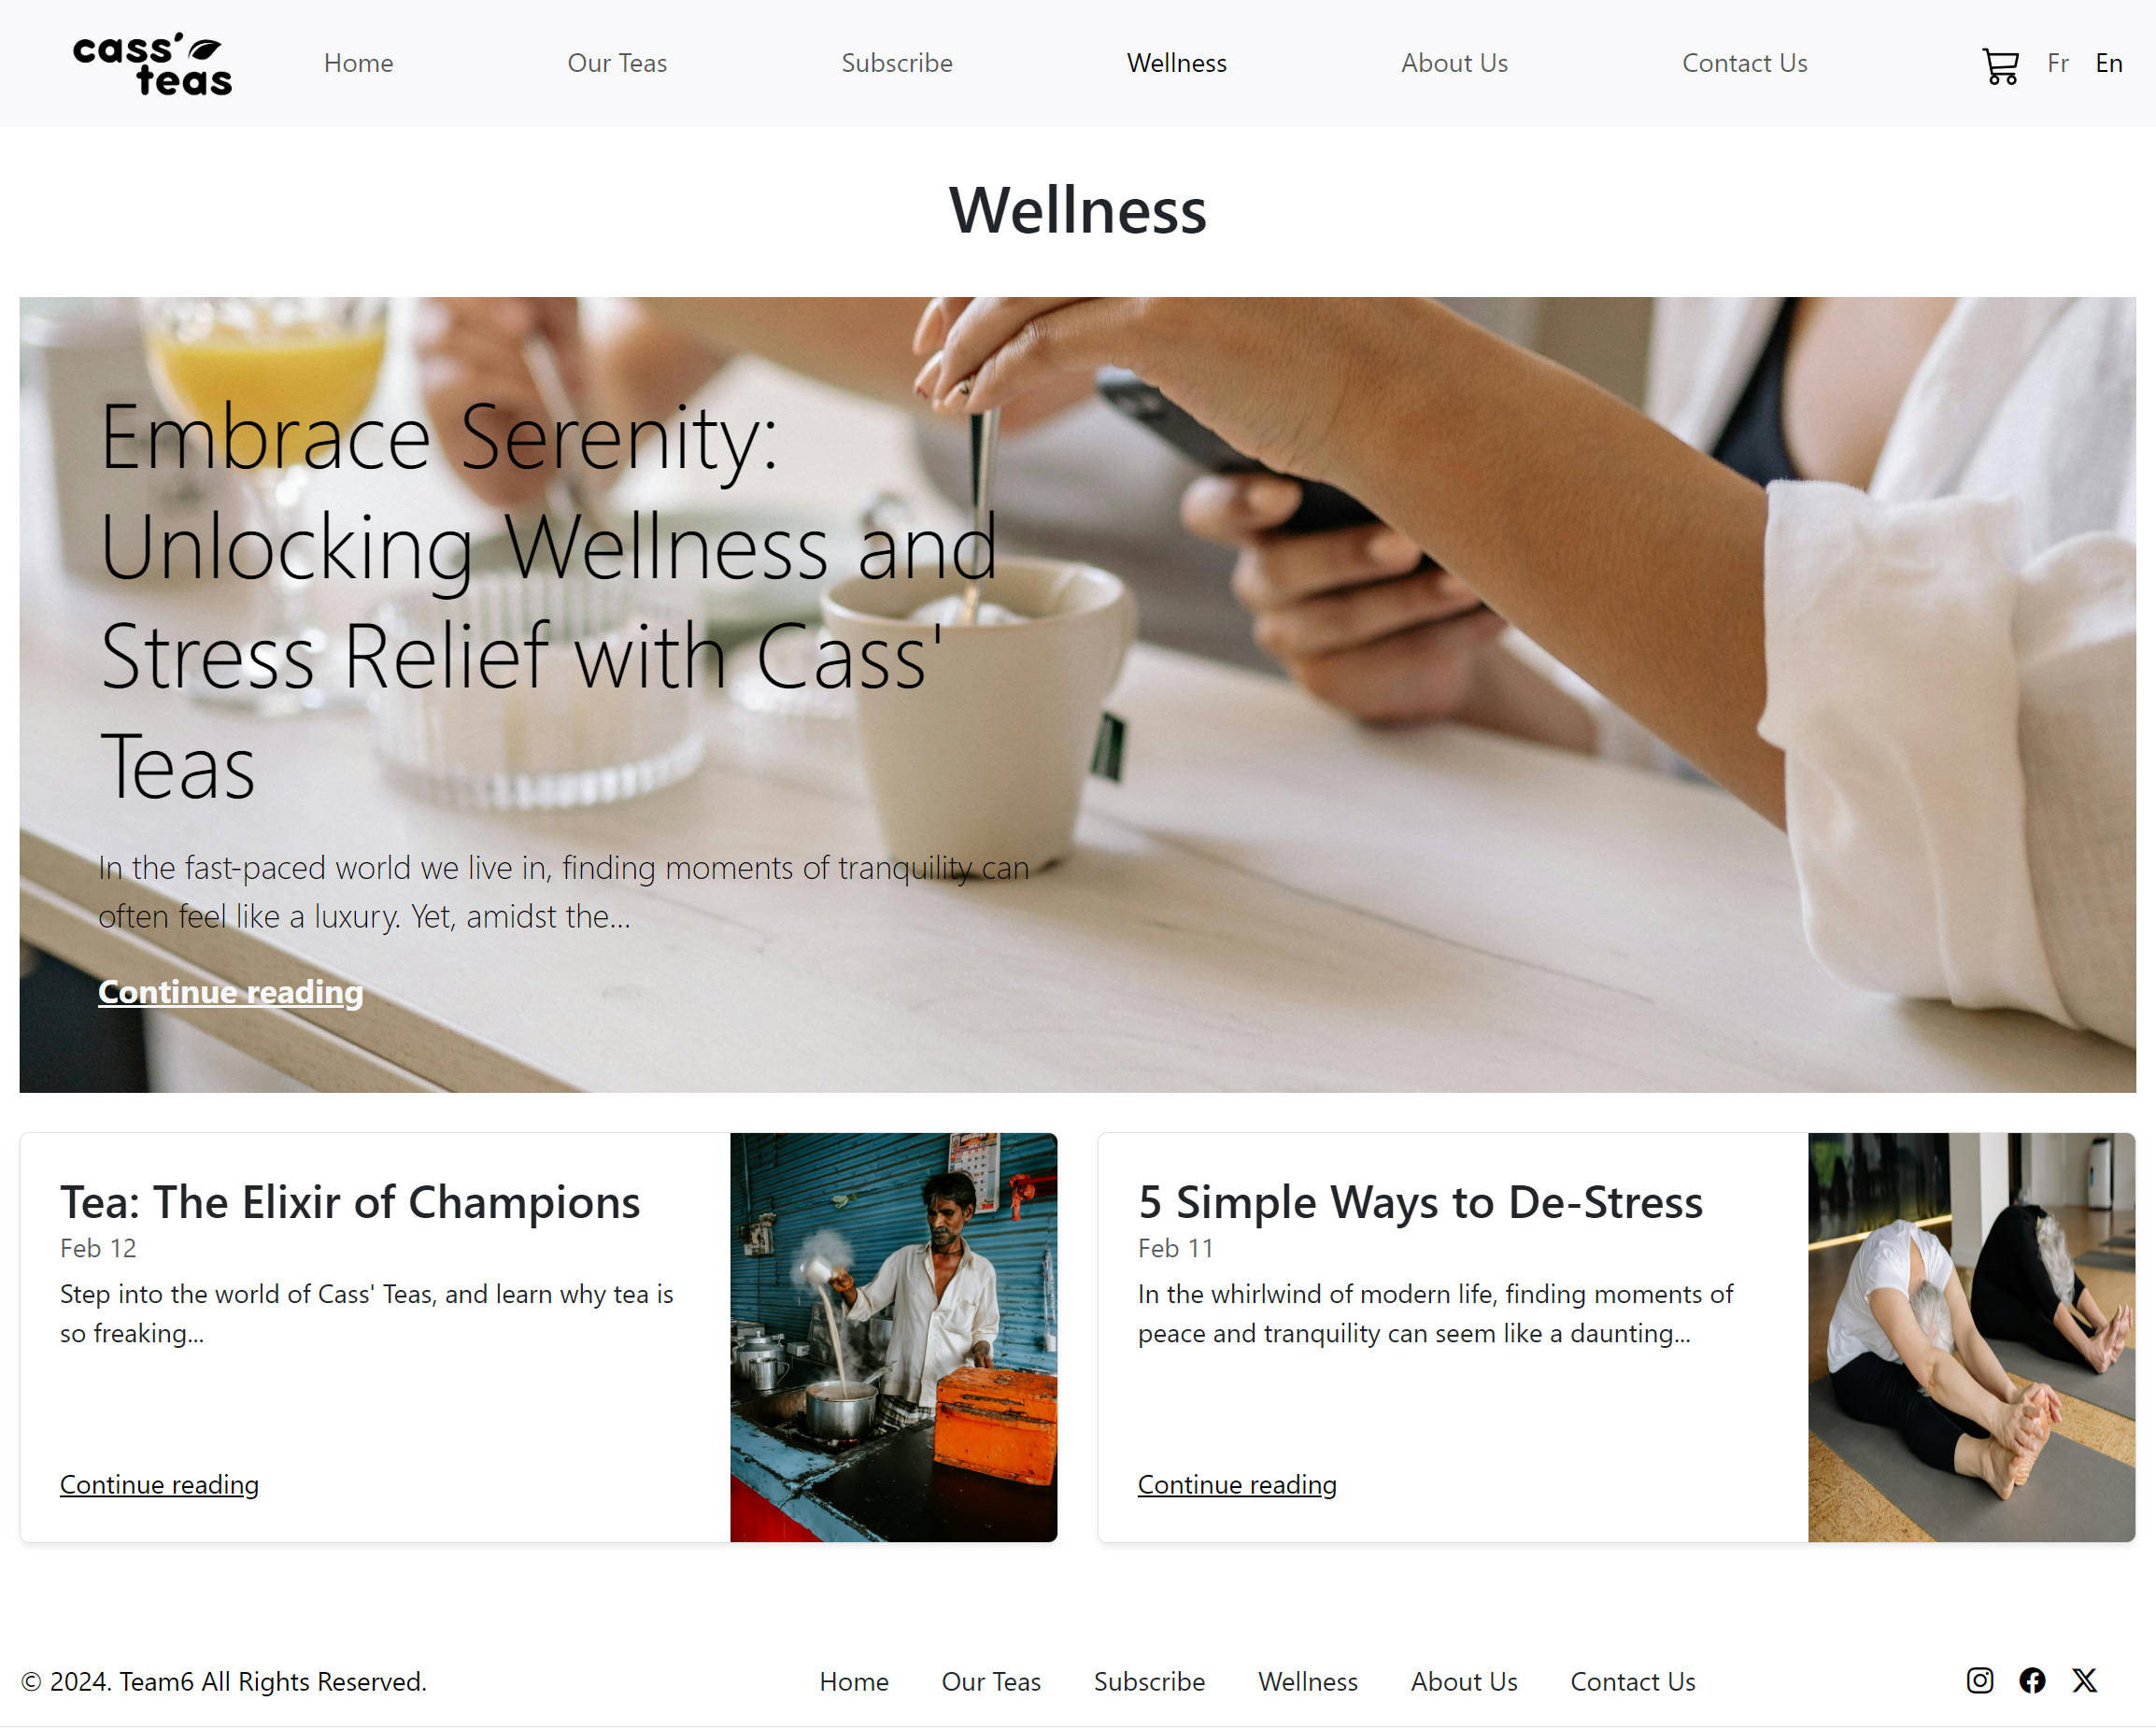 cass' teas
Home Our Teas Subscribe Wellness About Us Contact Us Fr En
Wellness
Embrace Serenity:
Unlocking Wellness and
Stress Relief with Cass'
Teas
In the fast-paced world we live in, finding moments of tranquility can
often feel like a luxury. Yet, amidst the...
Continue reading
Tea: The Elixir of Champions
Feb 12
Step into the world of Cass' Teas, and learn why tea is
so freaking...
Continue reading
5 Simple Ways to De-Stress
Feb 11
In the whirlwind of modern life, finding moments of
peace and tranquility can seem like a daunting...
Continue reading
© 2024. Team6 All Rights Reserved.
Home Our Teas Subscribe Wellness About Us Contact Us